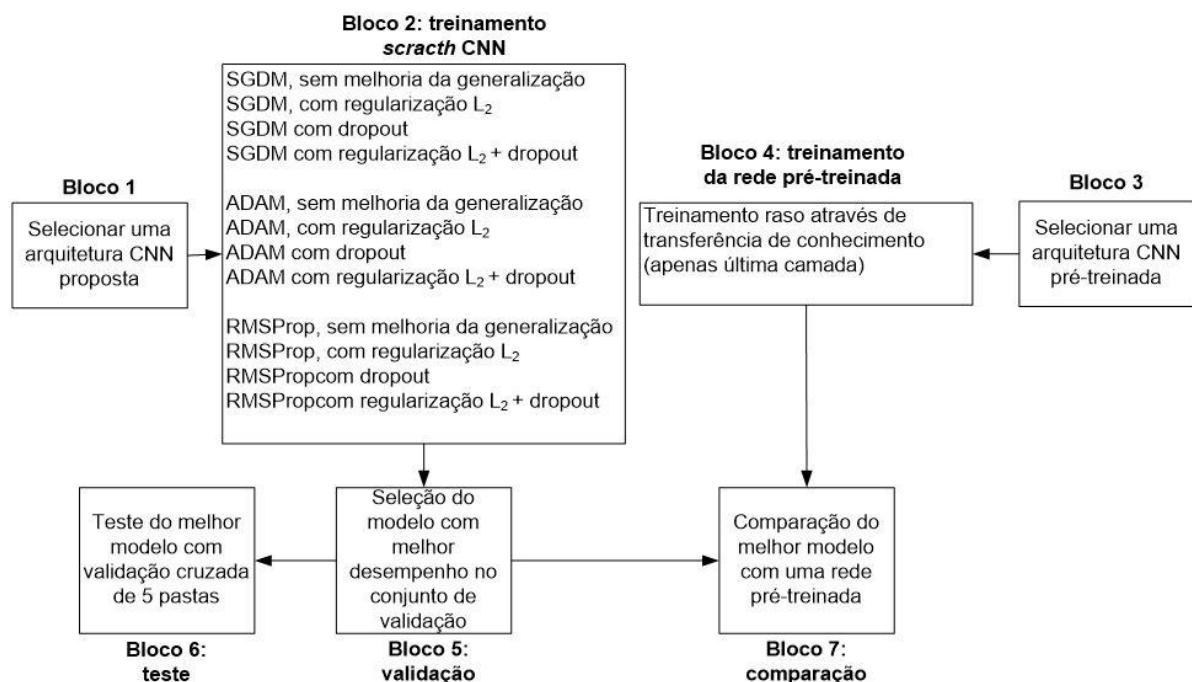 Bloco 1
Selecionar uma
arquitetura CNN
proposta
Bloco 2: treinamento
scracth CNN
SGDM, sem melhoria da generalização
SGDM, com regularização L₂
SGDM com dropout
SGDM com regularização L₂ + dropout
ADAM, sem melhoria da generalização
ADAM, com regularização L₂
ADAM com dropout
ADAM com regularização L₂ + dropout
RMSProp, sem melhoria da generalização
RMSProp, com regularização L₂
RMSPropcom dropout
RMSPropcom regularização L₂ + dropout
Bloco 3
Selecionar uma
arquitetura CNN
pré-treinada
Bloco 4: treinamento
da rede pré-treinada
Treinamento raso através de
transferência de conhecimento
(apenas última camada)
Seleção do
modelo com
melhor
desempenho no
conjunto de
validação
Bloco 5:
validação
Teste do melhor
modelo com
validação cruzada
de 5 pastas
Bloco 6:
teste
Comparação do
melhor modelo
com uma rede
pré-treinada
Bloco 7:
comparação